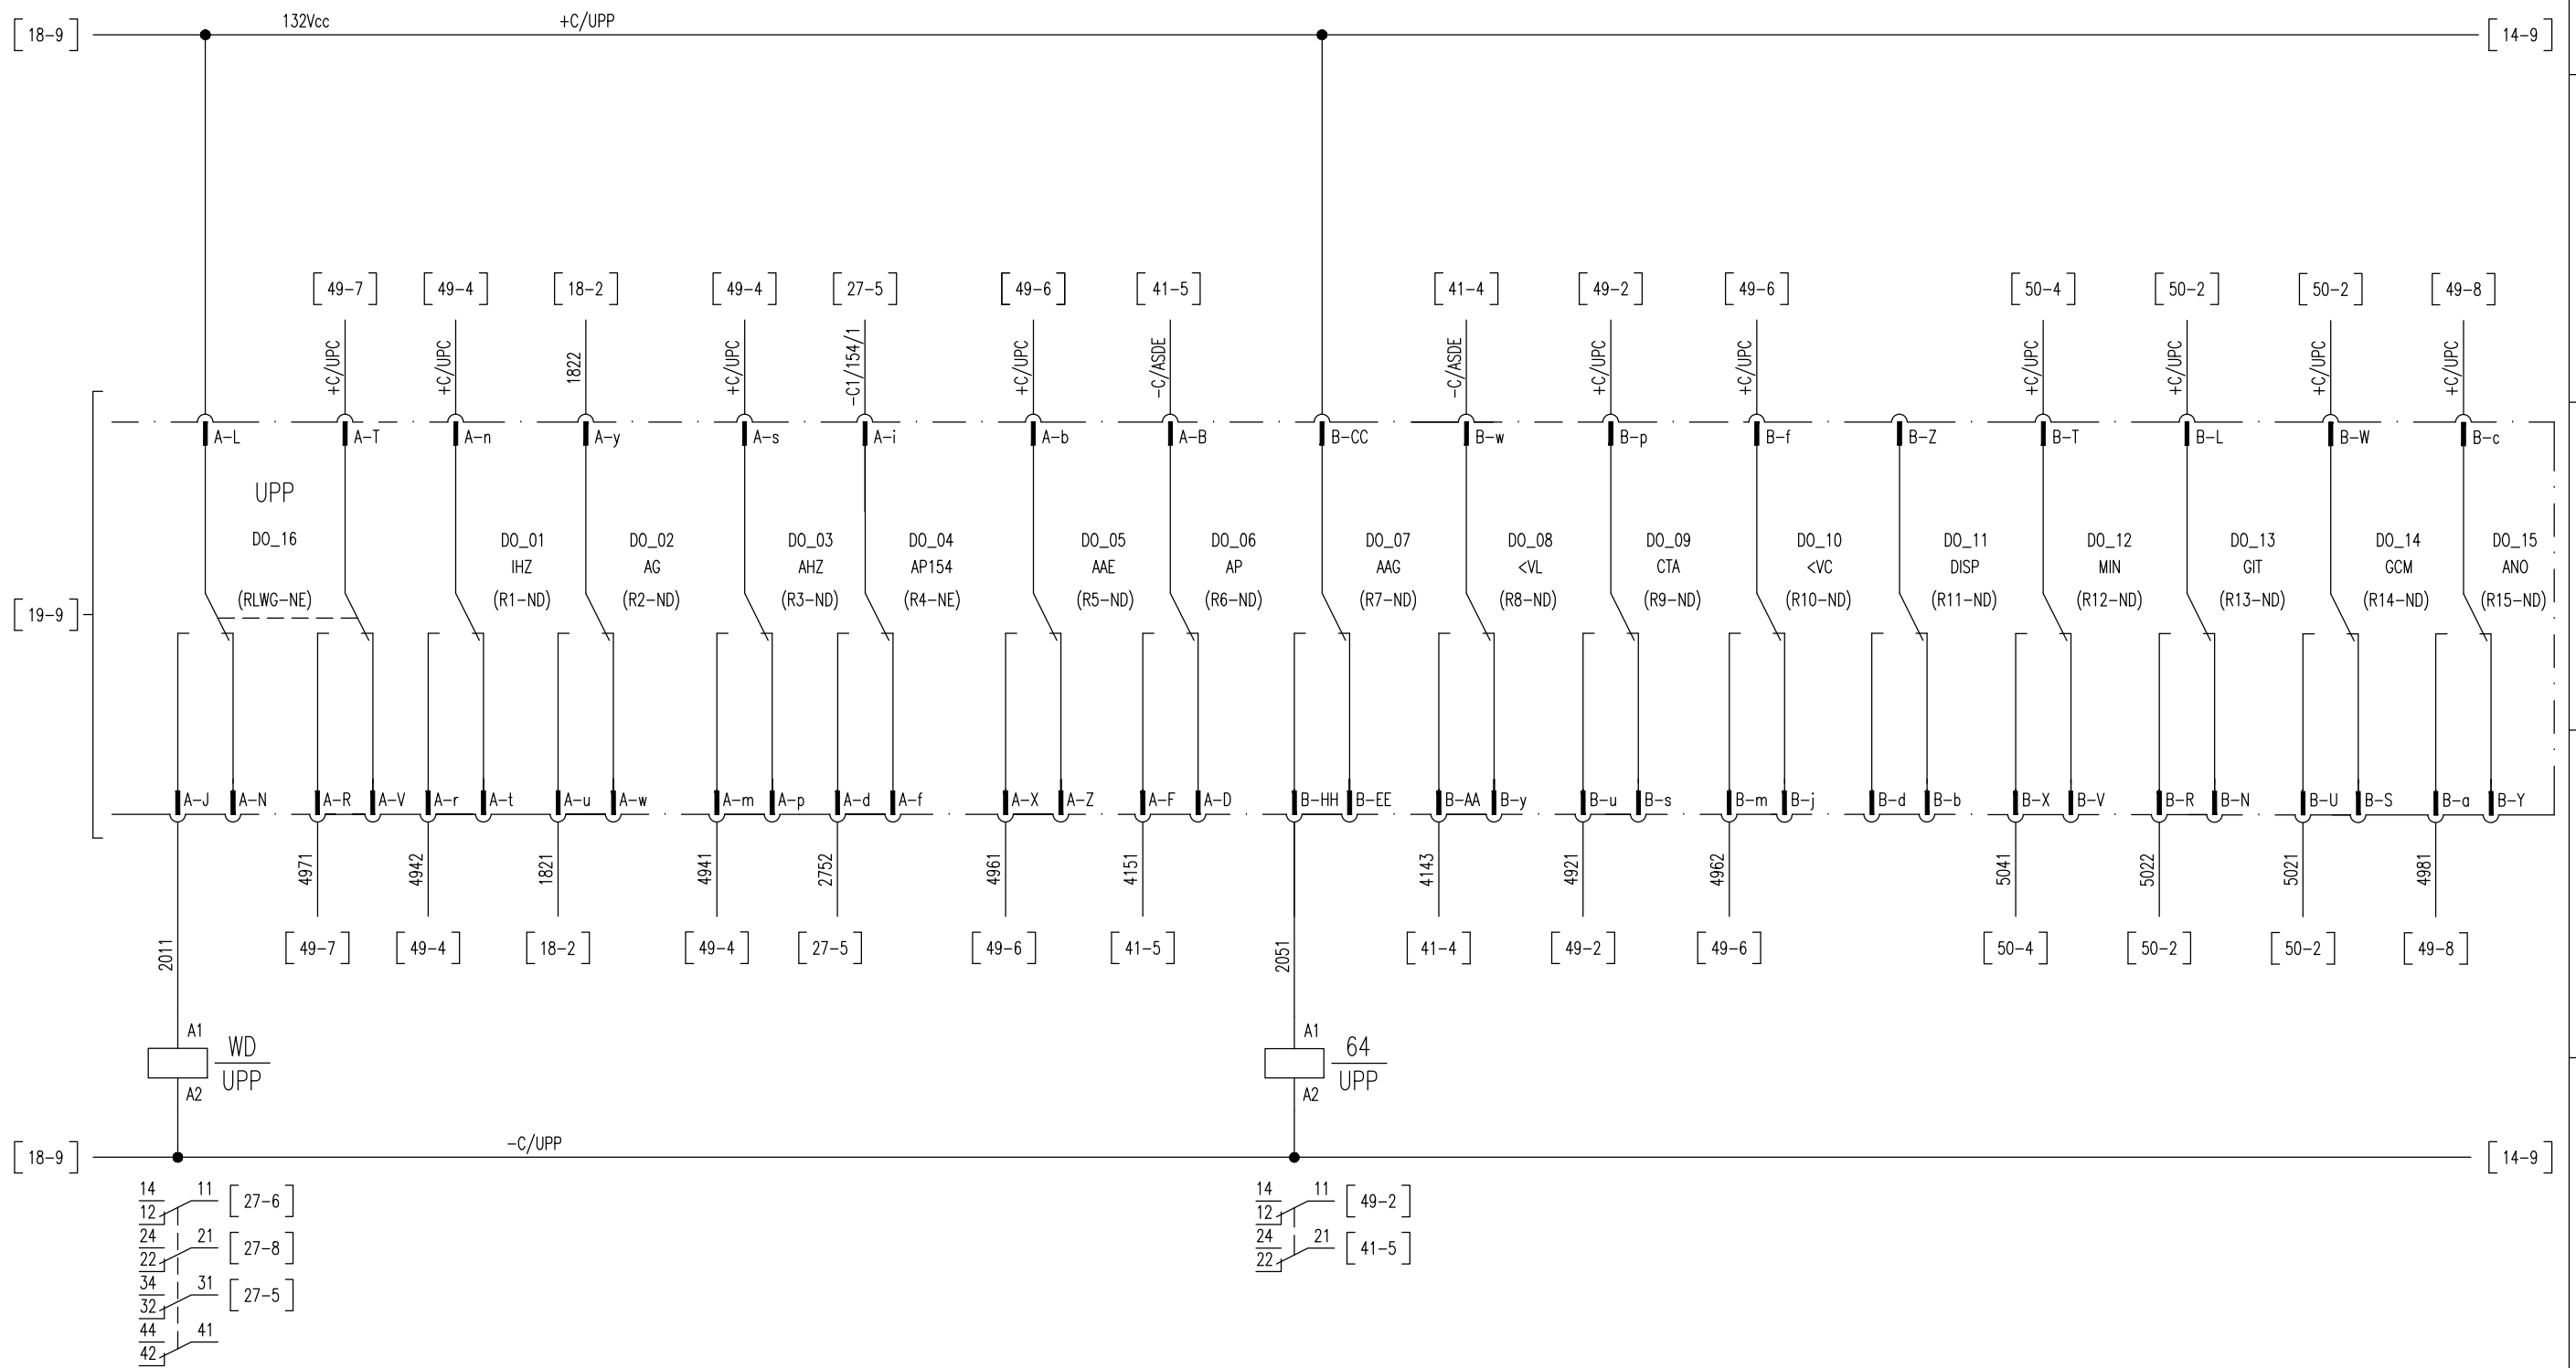 132Vcc +C/UPP
[18-9] [14-9]
[49-7] [49-4] [18-2] [49-4] [27-5] [49-6] [41-5] [41-4] [49-2] [49-6] [50-4] [50-2] [50-2] [49-8]
+C/UPC +C/UPC 1822 +C/UPC -C1/154/1 +C/UPC -C/ASDE -C/ASDE +C/UPC +C/UPC +C/UPC +C/UPC +C/UPC +C/UPC
A-L A-T A-n A-y A-s A-i A-b A-B B-CC B-w B-p B-f B-Z B-T B-L B-W B-c
UPP
DO_16 DO_01 DO_02 DO_03 DO_04 DO_05 DO_06 DO_07 DO_08 DO_09 DO_10 DO_11 DO_12 DO_13 DO_14 DO_15
IHZ AG AHZ AP154 AAE AP AAG <VL CTA <VC DISP MIN GIT GCM ANO
(RLWG-NE) (R1-ND) (R2-ND) (R3-ND) (R4-NE) (R5-ND) (R6-ND) (R7-ND) (R8-ND) (R9-ND) (R10-ND) (R11-ND) (R12-ND) (R13-ND) (R14-ND) (R15-ND)
[19-9]
A-J A-N A-R A-V A-r A-t A-u A-w A-m A-p A-d A-f A-X A-Z A-F A-D B-HH B-EE B-AA B-y B-u B-s B-m B-j B-d B-b B-X B-V B-R B-N B-U B-S B-a B-Y
4971 4942 1821 4941 2752 4961 4151 4143 4921 4962 5041 5022 5021 4981
2011 [49-7] [49-4] [18-2] [49-4] [27-5] [49-6] [41-5] 2051 [41-4] [49-2] [49-6] [50-4] [50-2] [50-2] [49-8]
A1 A1
WD 64
UPP UPP
A2 A2
-C/UPP
[18-9] [14-9]
14 11 [27-6] 14 11 [49-2]
12 12
24 21 [27-8] 24 21 [41-5]
22 22
34 31 [27-5]
32
44 41
42